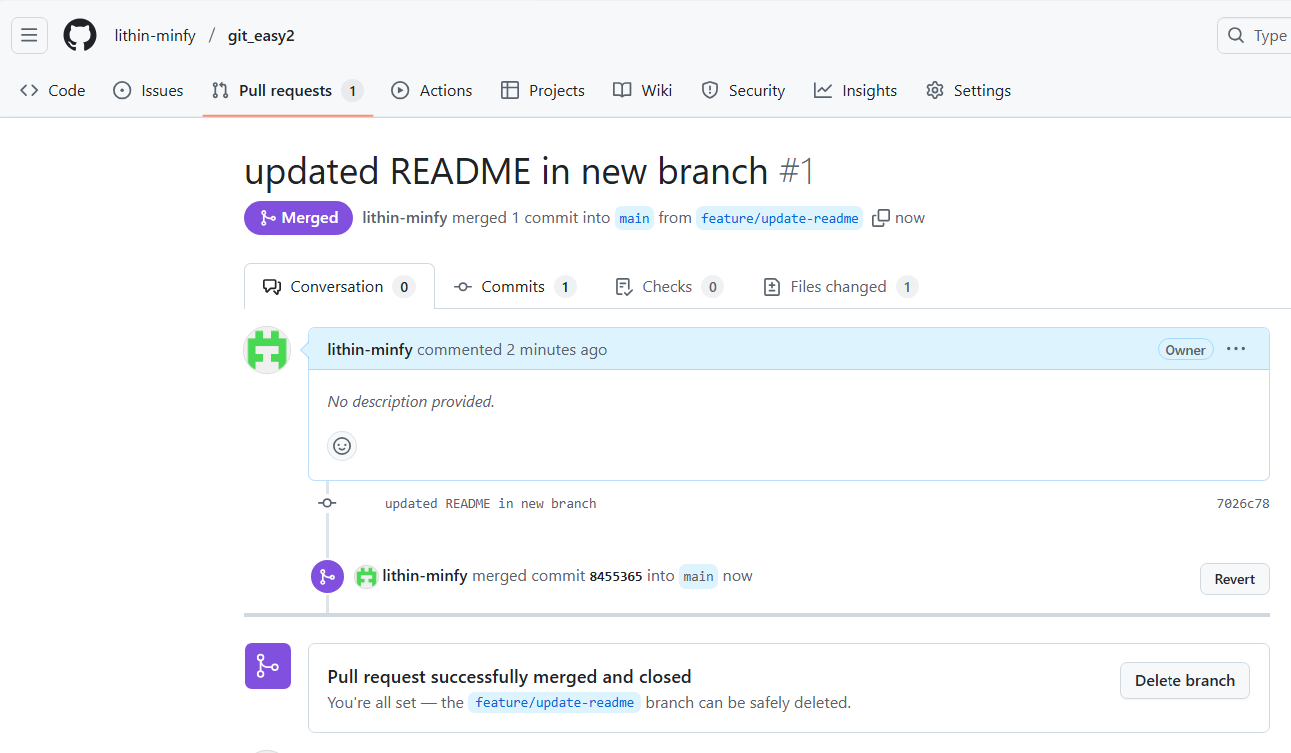 lithin-minfy / git_easy2
Type
Code Issues Pull requests 1 Actions Projects Wiki Security Insights Settings
updated README in new branch #1
Merged lithin-minfy merged 1 commit into main from feature/update-readme now
Conversation 0 Commits 1 Checks 0 Files changed 1
lithin-minfy commented 2 minutes ago Owner
No description provided.
updated README in new branch 7026c78
lithin-minfy merged commit 8455365 into main now Revert
Pull request successfully merged and closed
Delete branch
You're all set — the feature/update-readme branch can be safely deleted.